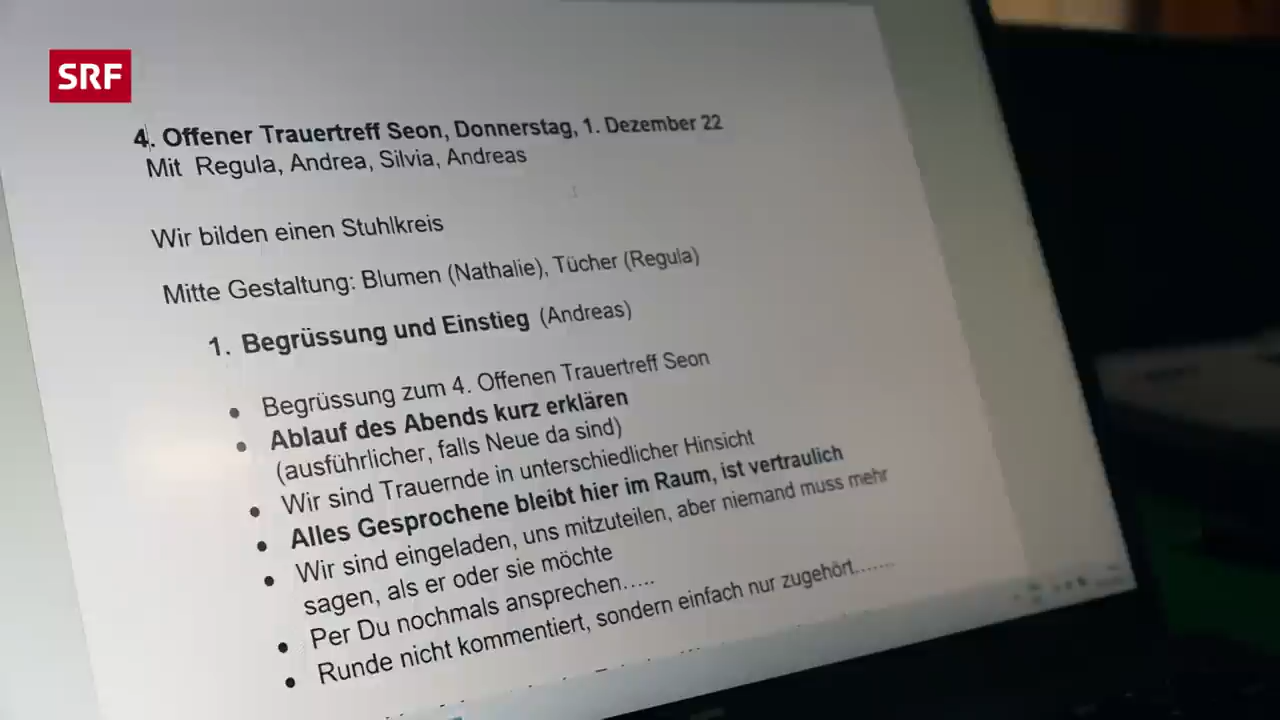 SRF
4. Offener Trauertreff Seon, Donnerstag, 1. Dezember 22
Mit Regula, Andrea, Silvia, Andreas
Wir bilden einen Stuhlkreis
Mitte Gestaltung: Blumen (Nathalie), Tücher (Regula)
1. Begrüssung und Einstieg (Andreas)
• Begrüssung zum 4. Offenen Trauertreff Seon
• Ablauf des Abends kurz erklären
(ausführlicher, falls Neue da sind)
• Wir sind Trauernde in unterschiedlicher Hinsicht
• Alles Gesprochene bleibt hier im Raum, ist vertraulich
• Wir sind eingeladen, uns mitzuteilen, aber niemand muss mehr
sagen, als er oder sie möchte
• Per Du nochmals ansprechen…..
• Runde nicht kommentiert, sondern einfach nur zugehört…….